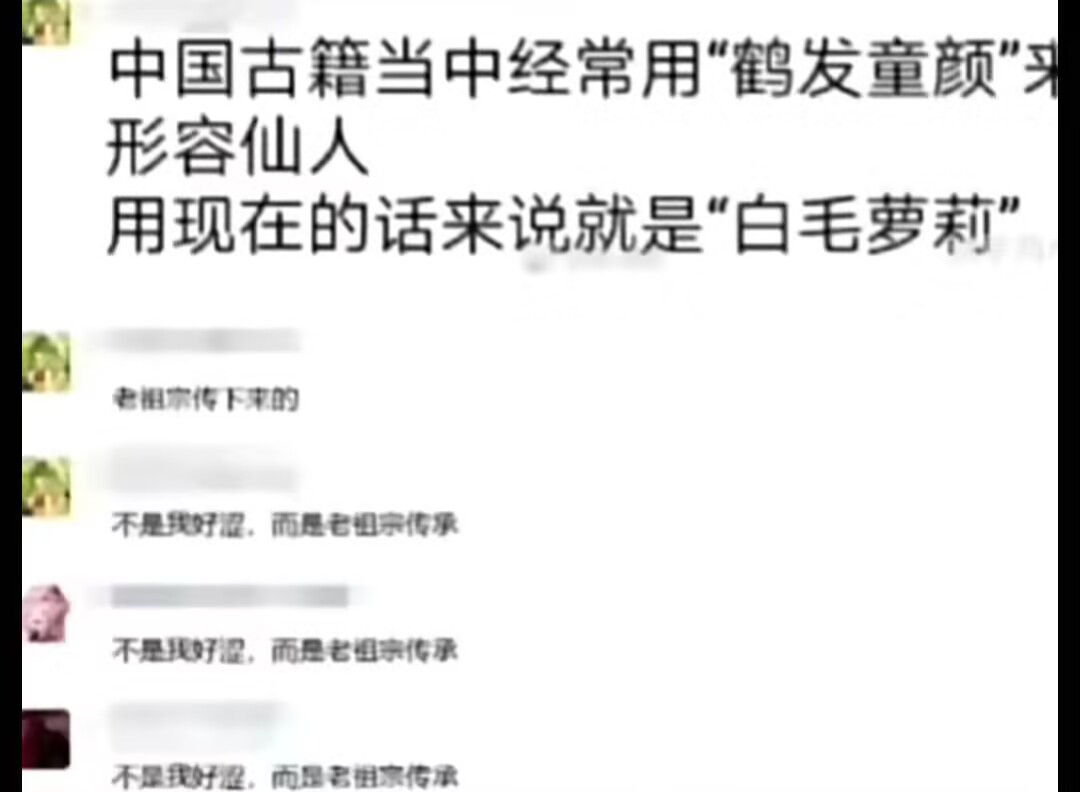 中国古籍当中经常用“鹤发童颜”来
形容仙人
用现在的话来说就是“白毛萝莉”
老祖宗传下来的
不是我好涩，而是老祖宗传承
不是我好涩，而是老祖宗传承
不是我好涩，而是老祖宗传承